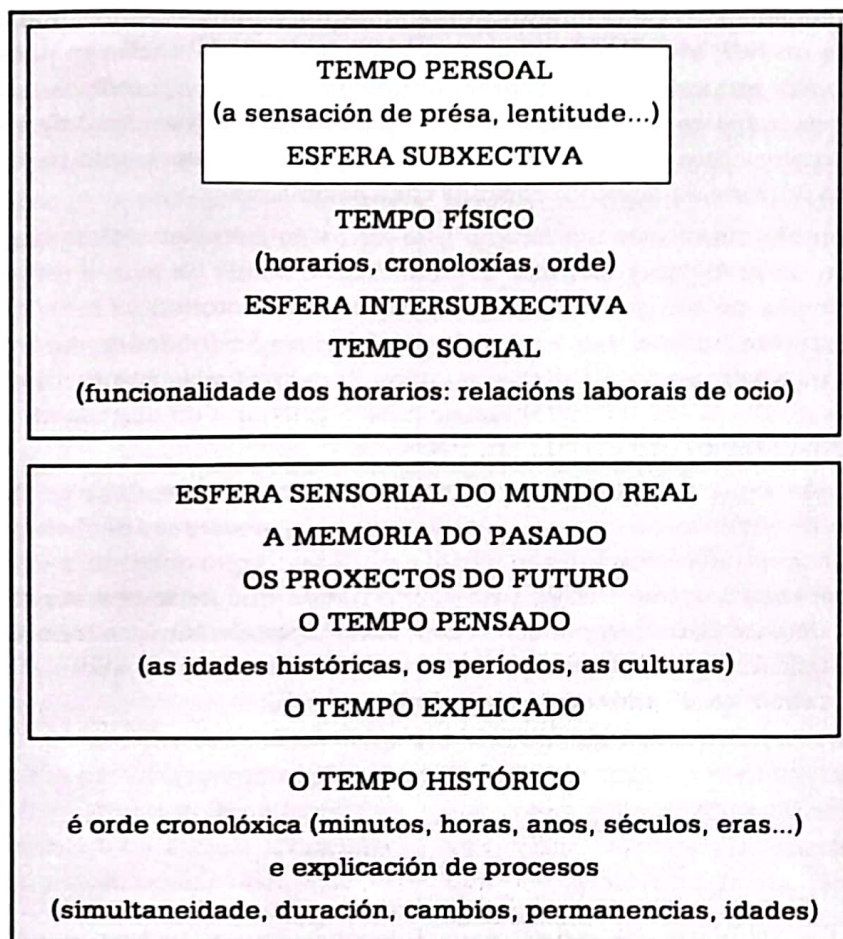 TEMPO PERSOAL
(a sensación de présa, lentitude...)
ESFERA SUBXECTIVA
TEMPO FÍSICO
(horarios, cronoloxías, orde)
ESFERA INTERSUBXECTIVA
TEMPO SOCIAL
(funcionalidade dos horarios: relacións laborais de ocio)
ESFERA SENSORIAL DO MUNDO REAL
A MEMORIA DO PASADO
OS PROXECTOS DO FUTURO
O TEMPO PENSADO
(as idades históricas, os períodos, as culturas)
O TEMPO EXPLICADO
O TEMPO HISTÓRICO
é orde cronolóxica (minutos, horas, anos, séculos, eras...)
e explicación de procesos
(simultaneidade, duración, cambios, permanencias, idades)